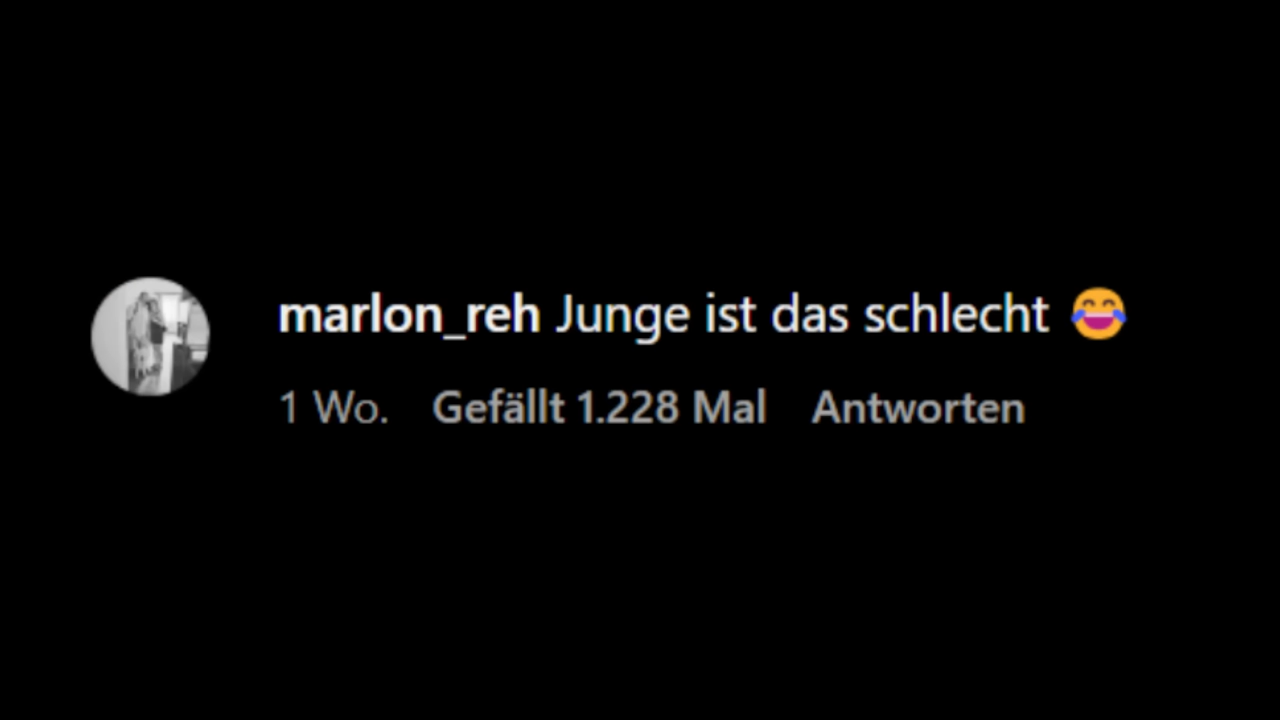 marlon_reh Junge ist das schlecht 😂
1 Wo. Gefällt 1.228 Mal Antworten